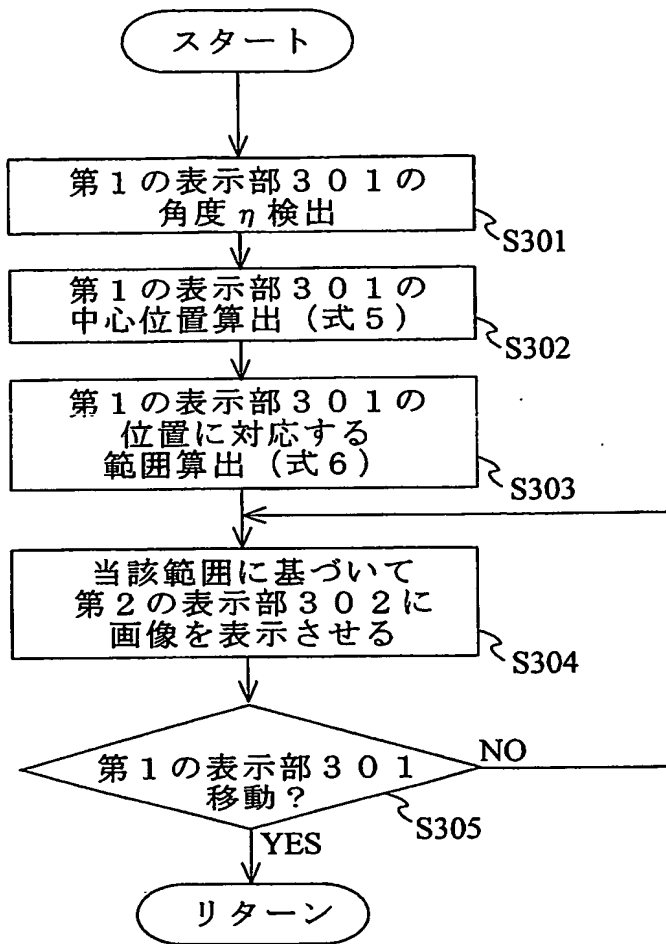 スタート
第１の表示部３０１の
角度η検出
S301
第１の表示部３０１の
中心位置算出（式５）
S302
第１の表示部３０１の
位置に対応する
範囲算出（式６）
S303
当該範囲に基づいて
第２の表示部３０２に
画像を表示させる
S304
第１の表示部３０１
移動？
NO
S305
YES
リターン